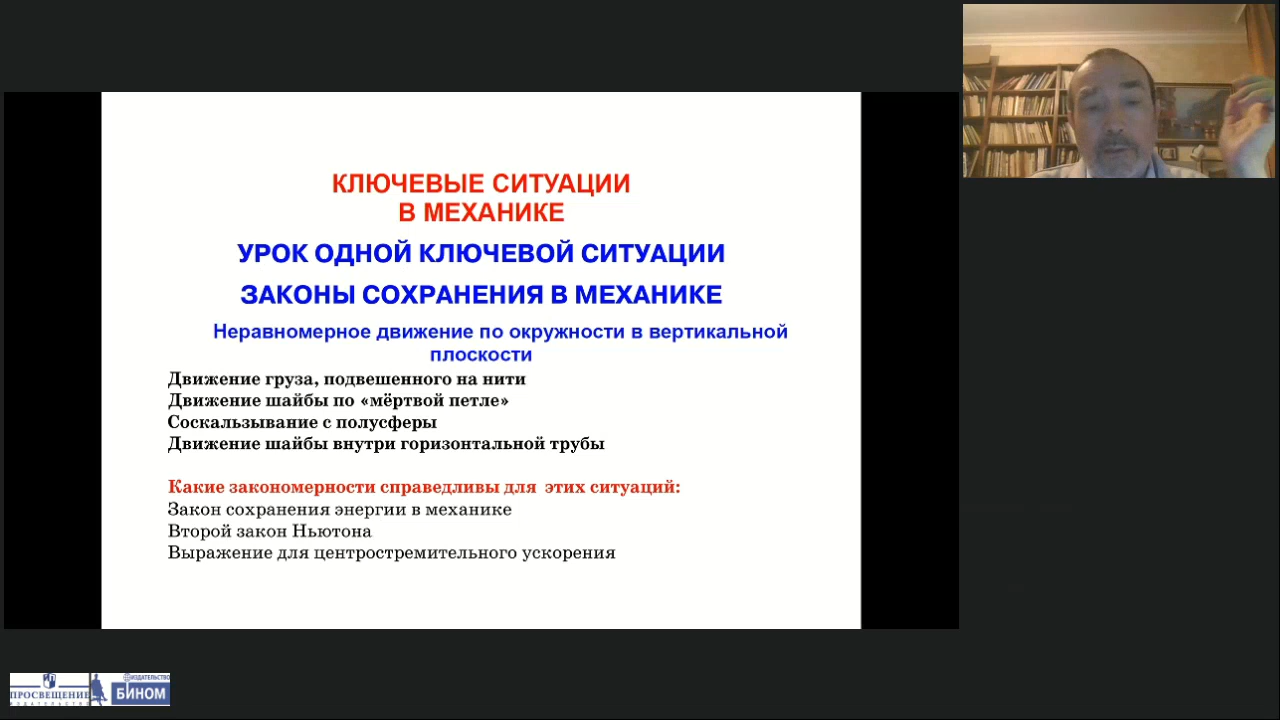 КЛЮЧЕВЫЕ СИТУАЦИИ
В МЕХАНИКЕ
УРОК ОДНОЙ КЛЮЧЕВОЙ СИТУАЦИИ
ЗАКОНЫ СОХРАНЕНИЯ В МЕХАНИКЕ
Неравномерное движение по окружности в вертикальной
плоскости
Движение груза, подвешенного на нити
Движение шайбы по «мёртвой петле»
Соскальзывание с полусферы
Движение шайбы внутри горизонтальной трубы
Какие закономерности справедливы для этих ситуаций:
Закон сохранения энергии в механике
Второй закон Ньютона
Выражение для центростремительного ускорения
ПРОСВЕЩЕНИЕ
ИЗДАТЕЛЬСТВО
ИЗДАТЕЛЬСТВО
БИНОМ